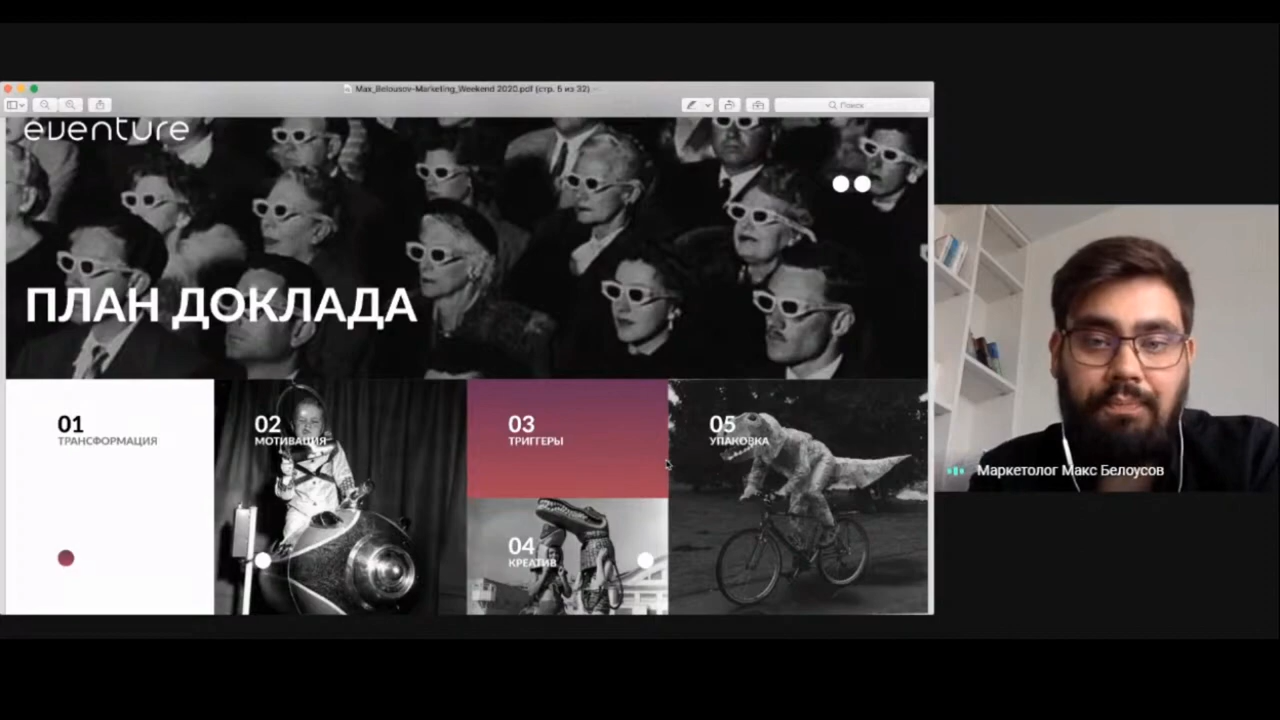 Max_Belousov-Marketing_Weekend 2020.pdf (стр. 5 из 32)
Поиск
eventure
ПЛАН ДОКЛАДА
01
ТРАНСФОРМАЦИЯ
02
МОТИВАЦИЯ
03
ТРИГГЕРЫ
04
КРЕАТИВ
05
УПАКОВКА
Маркетолог Макс Белоусов